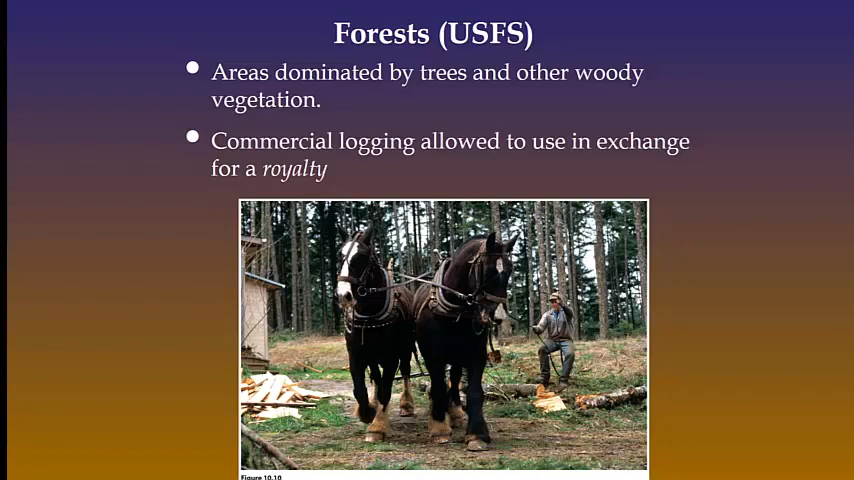 Forests (USFS)
Areas dominated by trees and other woody
vegetation.
Commercial logging allowed to use in exchange
for a royalty
Figure 10.10